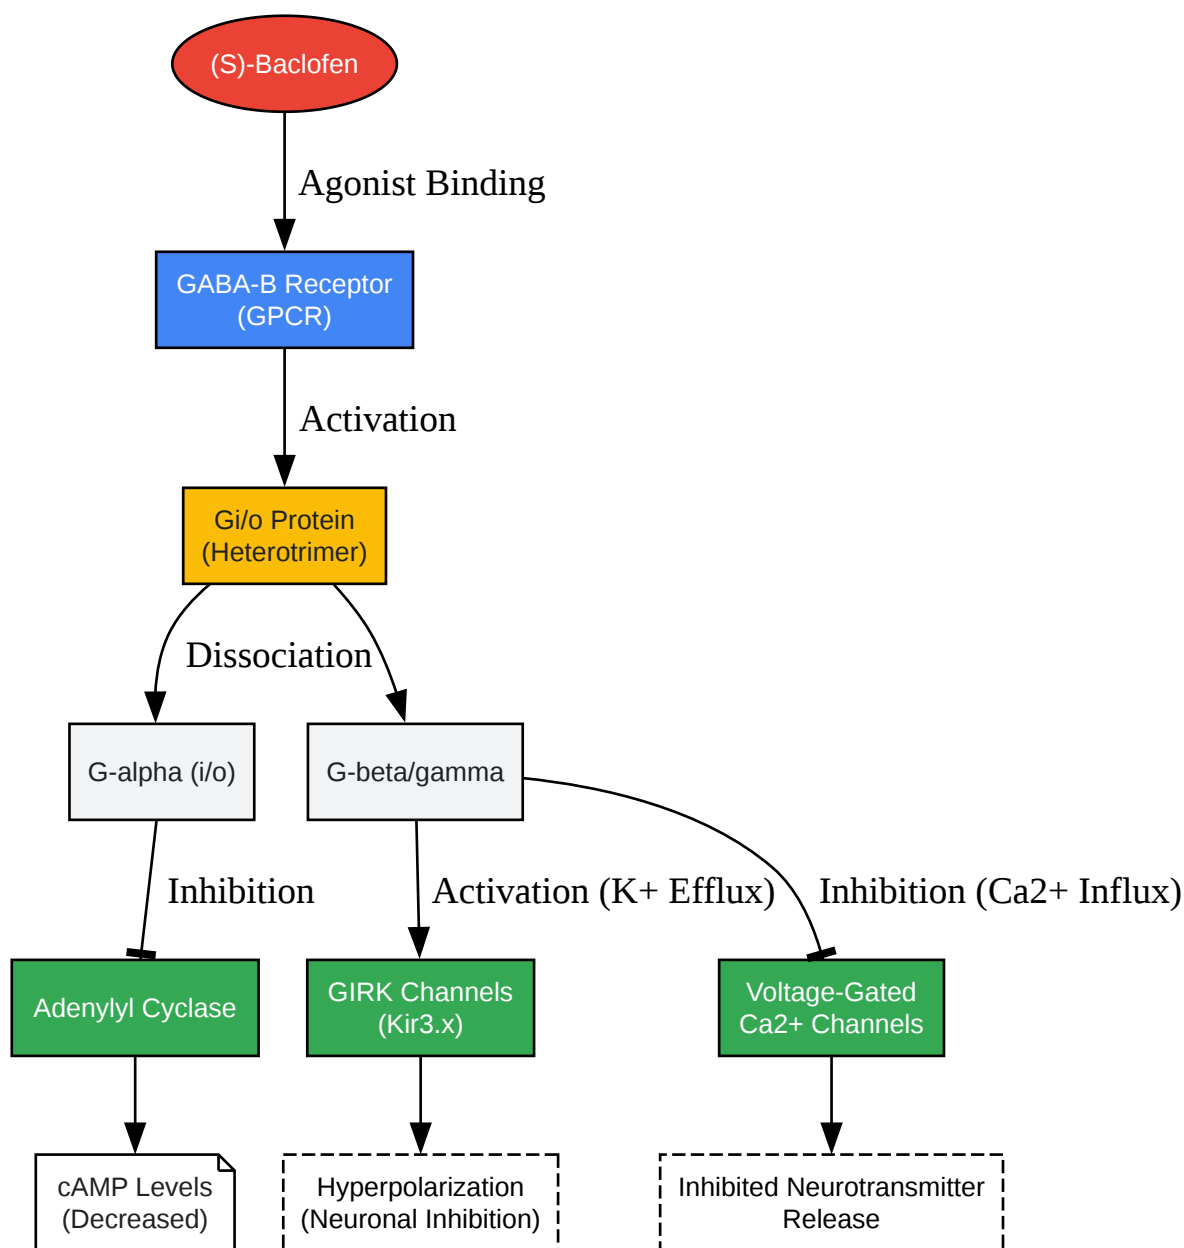 (S)-Baclofen
Agonist Binding
GABA-B Receptor
(GPCR)
Activation
Gi/o Protein
(Heterotrimer)
Dissociation
G-alpha (i/o)
G-beta/gamma
Inhibition
Activation (K+ Efflux)
Inhibition (Ca2+ Influx)
Adenylyl Cyclase
GIRK Channels
(Kir3.x)
Voltage-Gated
Ca2+ Channels
cAMP Levels
(Decreased)
Hyperpolarization
(Neuronal Inhibition)
Inhibited Neurotransmitter
Release